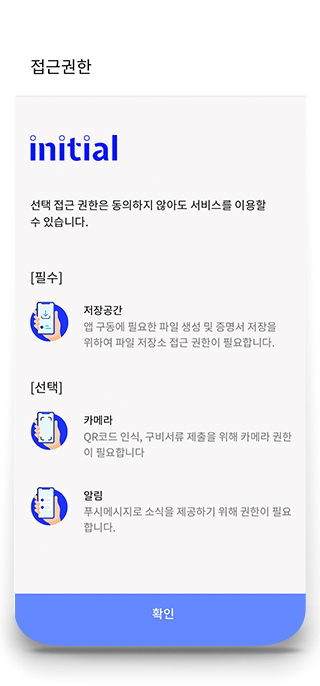 접근권한
initial
선택 접근 권한은 동의하지 않아도 서비스를 이용할
수 있습니다.
[필수]
저장공간
앱 구동에 필요한 파일 생성 및 증명서 저장을
위하여 파일 저장소 접근 권한이 필요합니다.
[선택]
카메라
QR코드 인식, 구비서류 제출을 위해 카메라 권한
이 필요합니다
알림
푸시메시지로 소식을 제공하기 위해 권한이 필요
합니다.
확인